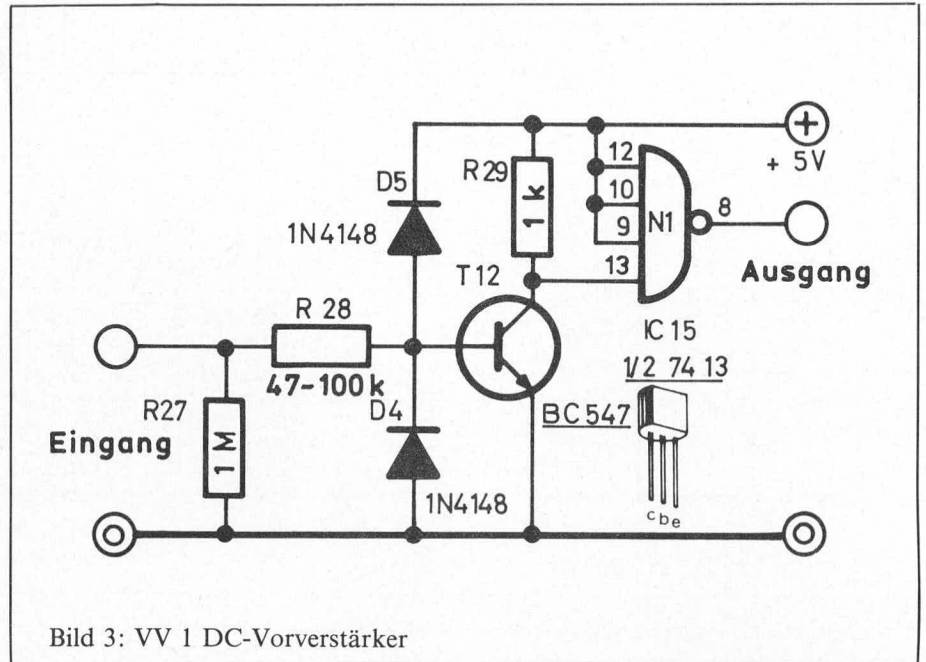 +
+ 5V
R29
1 k
12
10
9
13
N1
8
Ausgang
D5
1N4148
T12
IC 15
1/2 74 13
R 28
47-100k
BC547
c b e
D4
1N4148
R27
1 M
Eingang
Bild 3: VV 1 DC-Vorverstärker